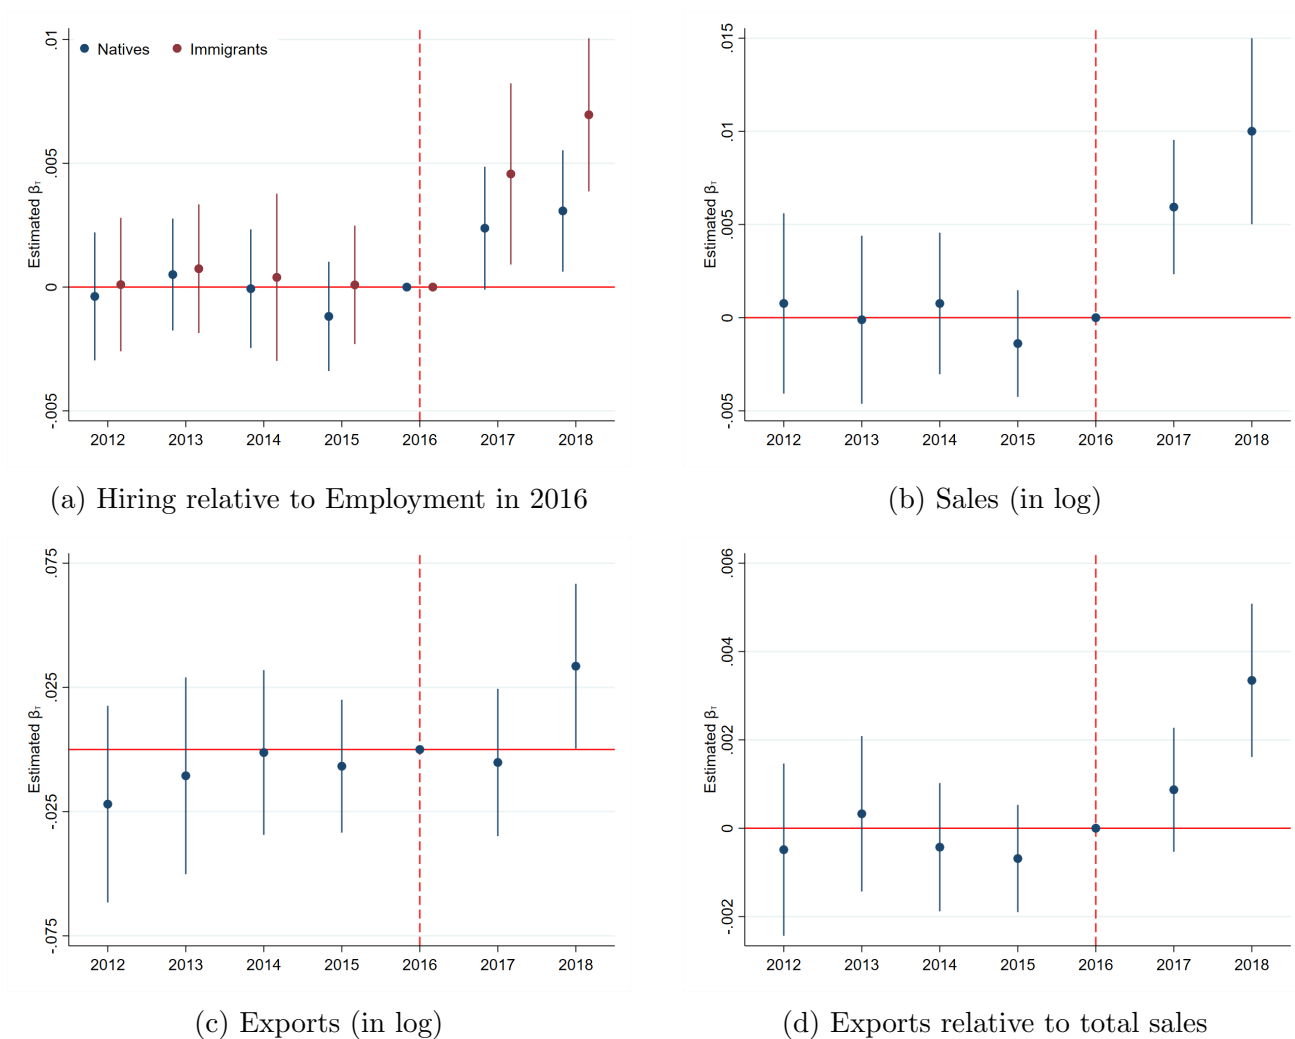 Natives Immigrants
Estimated βτ
.01
.005
0
-.005
2012 2013 2014 2015 2016 2017 2018
(a) Hiring relative to Employment in 2016
Estimated βτ
.015
.01
.005
0
-.005
2012 2013 2014 2015 2016 2017 2018
(b) Sales (in log)
Estimated βτ
.075
.025
-.025
-.075
2012 2013 2014 2015 2016 2017 2018
(c) Exports (in log)
Estimated βτ
.006
.004
.002
0
-.002
2012 2013 2014 2015 2016 2017 2018
(d) Exports relative to total sales